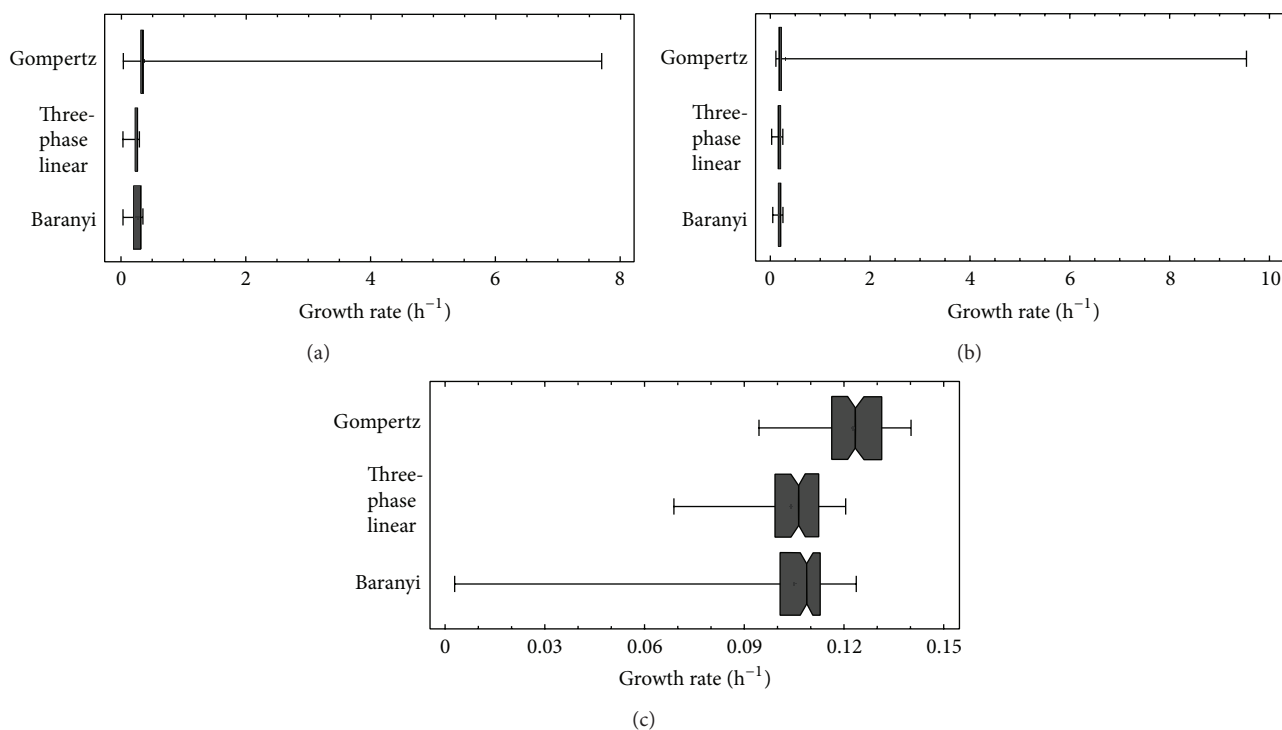 Gompertz
Three-
phase
linear
Baranyi
0 2 4 6 8
Growth rate (h⁻¹)
(a)
Gompertz
Three-
phase
linear
Baranyi
0 2 4 6 8 10
Growth rate (h⁻¹)
(b)
Gompertz
Three-
phase
linear
Baranyi
0 0.03 0.06 0.09 0.12 0.15
Growth rate (h⁻¹)
(c)